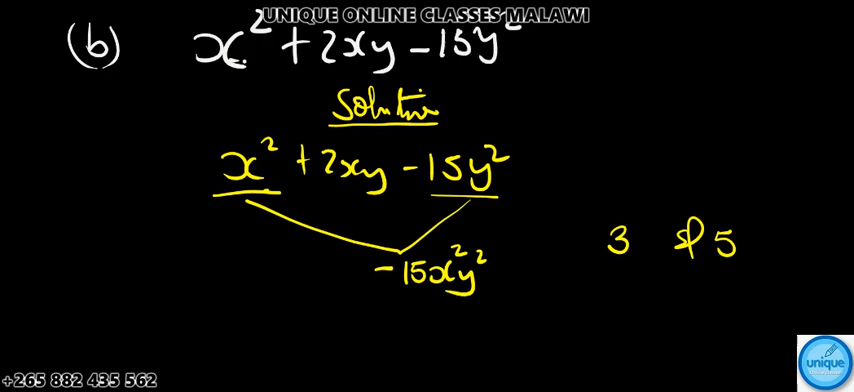 UNIQUE ONLINE CLASSES MALAWI
(b) x² + 2xy - 15y²
Solution
x² + 2xy - 15y²
3 5
-15x²y²
unique
+265 882 435 562